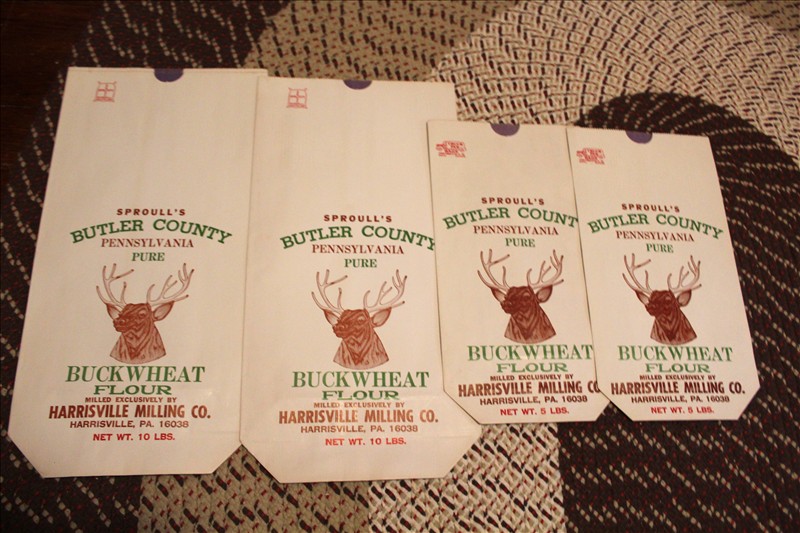 SPROULL'S
BUTLER COUNTY
PENNSYLVANIA
PURE
BUCKWHEAT
FLOUR
MILLED EXCLUSIVELY BY
HARRISVILLE MILLING CO.
HARRISVILLE, PA. 16038
NET WT. 10 LBS.
SPROULL'S
BUTLER COUNTY
PENNSYLVANIA
PURE
BUCKWHEAT
FLOUR
MILLED EXCLUSIVELY BY
HARRISVILLE MILLING CO.
HARRISVILLE, PA. 16038
NET WT. 10 LBS.
SPROULL'S
BUTLER COUNT
PENNSYLVANIA
PURE
BUCKWHEAT
FLOUR
MILLED EXCLUSIVELY BY
HARRISVILLE MILLING C
HARRISVILLE, PA. 16038
NET WT. 5 LBS.
SPROULL'S
BUTLER COUNTY
PENNSYLVANIA
PURE
BUCKWHEAT
FLOUR
MILLED EXCLUSIVELY BY
HARRISVILLE MILLING CO.
HARRISVILLE, PA. 16038
NET WT. 5 LBS.